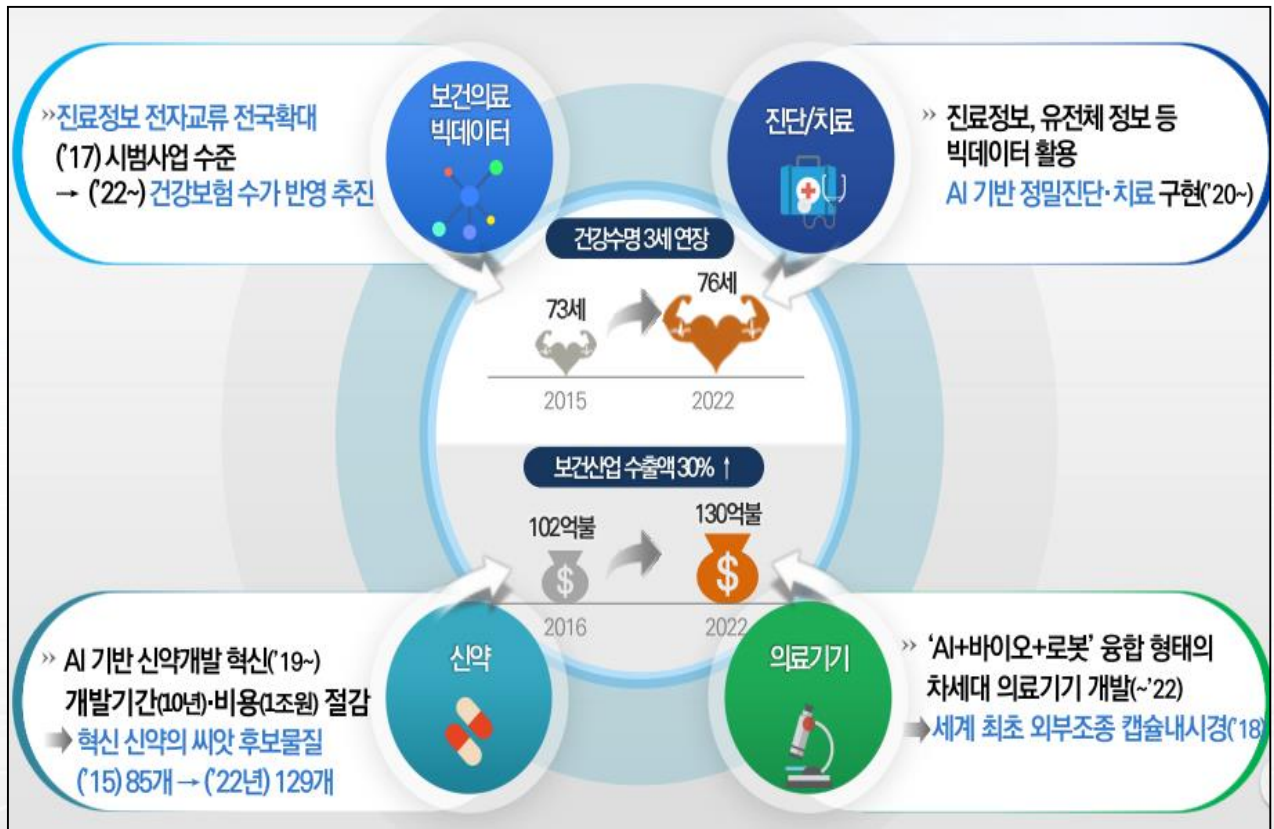 보건의료
빅데이터
»진료정보 전자교류 전국확대
('17) 시범사업 수준
→ ('22~) 건강보험 수가 반영 추진
진단/치료
» 진료정보, 유전체 정보 등
빅데이터 활용
AI 기반 정밀진단·치료 구현('20~)
건강수명 3세 연장
73세
76세
2015
2022
보건산업 수출액 30% ↑
102억불
130억불
$
$
2016
2022
신약
» AI 기반 신약개발 혁신('19~)
개발기간(10년)·비용(1조원) 절감
혁신 신약의 씨앗 후보물질
('15) 85개 → ('22년) 129개
의료기기
» 'AI+바이오+로봇' 융합 형태의
차세대 의료기기 개발(~'22)
세계 최초 외부조종 캡슐내시경('18)